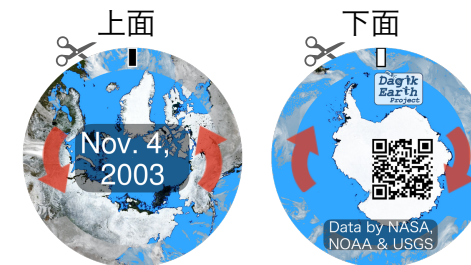 上面
下面
Nov. 4,
2003
Dagik
Earth
Project
Data by NASA,
NOAA & USGS